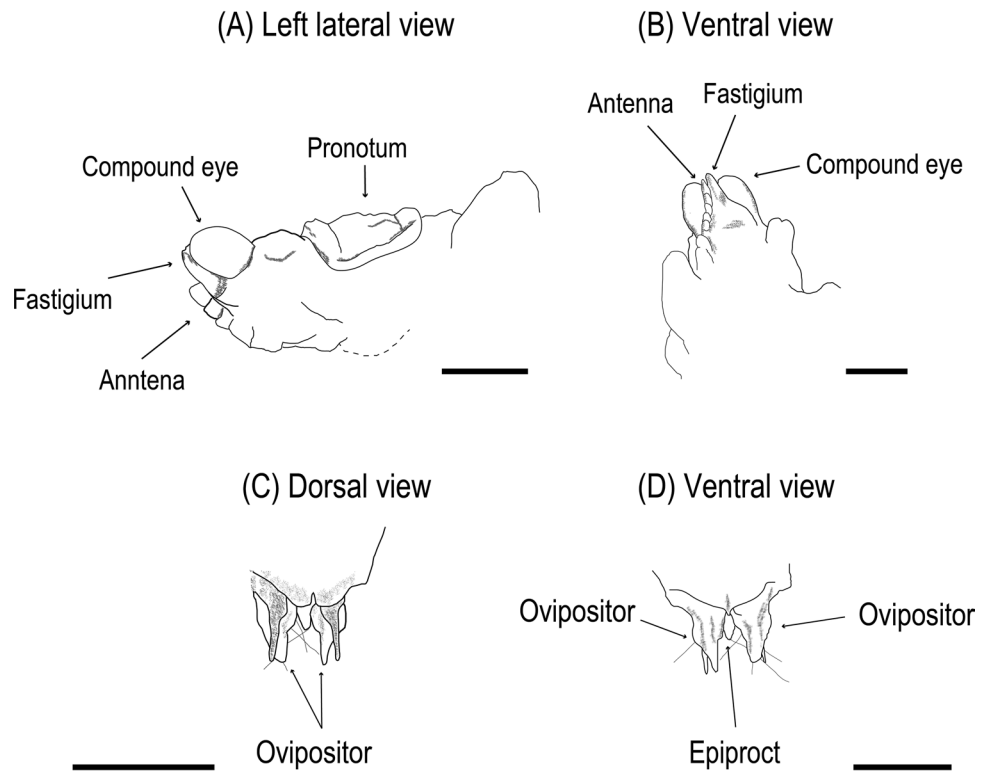 (A) Left lateral view
(B) Ventral view
Antenna
Fastigium
Compound eye
Pronotum
Compound eye
Fastigium
Anntena
(C) Dorsal view
(D) Ventral view
Ovipositor
Ovipositor
Ovipositor
Epiproct